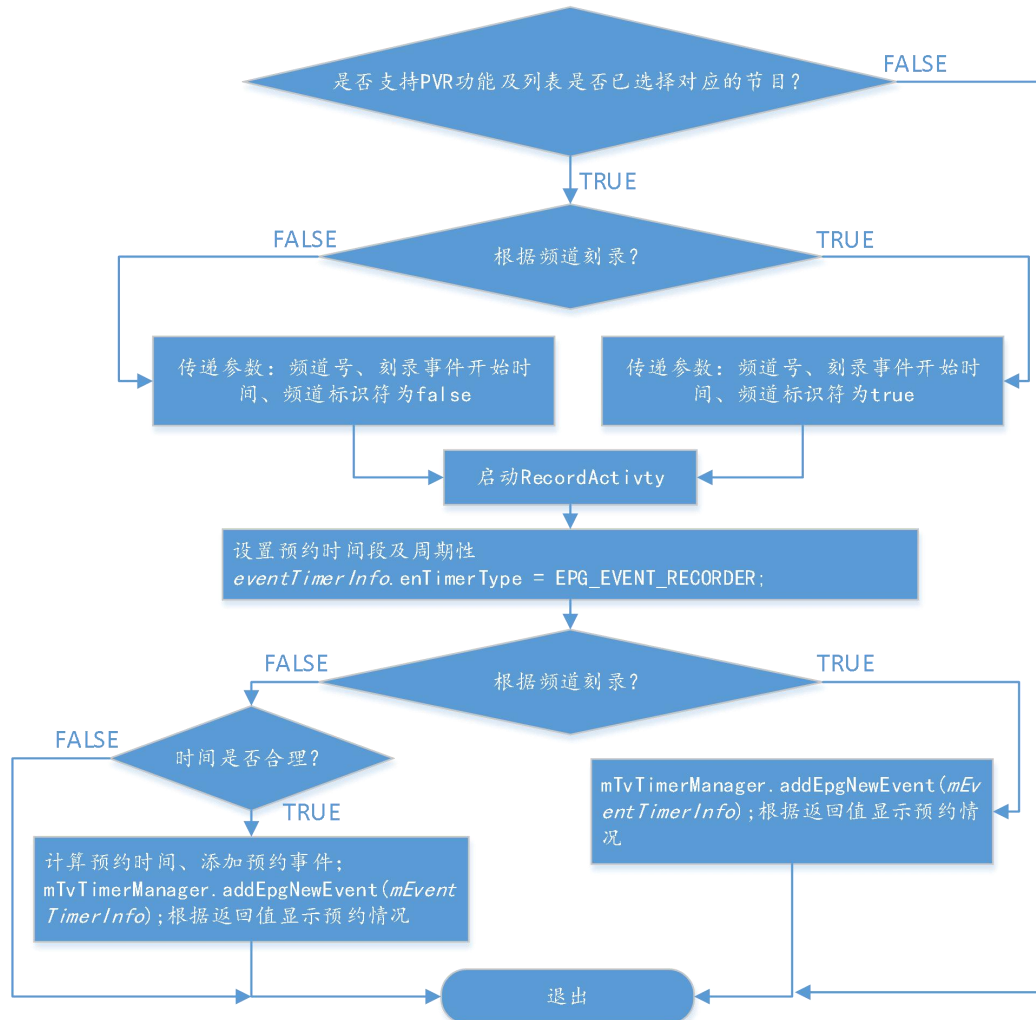 是否支持PVR功能及列表是否已选择对应的节目?
FALSE
TRUE
FALSE
根据频道刻录?
TRUE
传递参数: 频道号、刻录事件开始时
间、频道标识符为false
传递参数: 频道号、刻录事件开始时
间、频道标识符为true
启动RecordActivty
设置预约时间段及周期性
eventTimerInfo.enTimerType = EPG_EVENT_RECORDER;
FALSE
根据频道刻录?
TRUE
FALSE
时间是否合理?
TRUE
mTvTimerManager.addEpgNewEvent(mEv
entTimerInfo);根据返回值显示预约情
况
计算预约时间、添加预约事件;
mTvTimerManager.addEpgNewEvent(mEvent
TimerInfo);根据返回值显示预约情况
退出